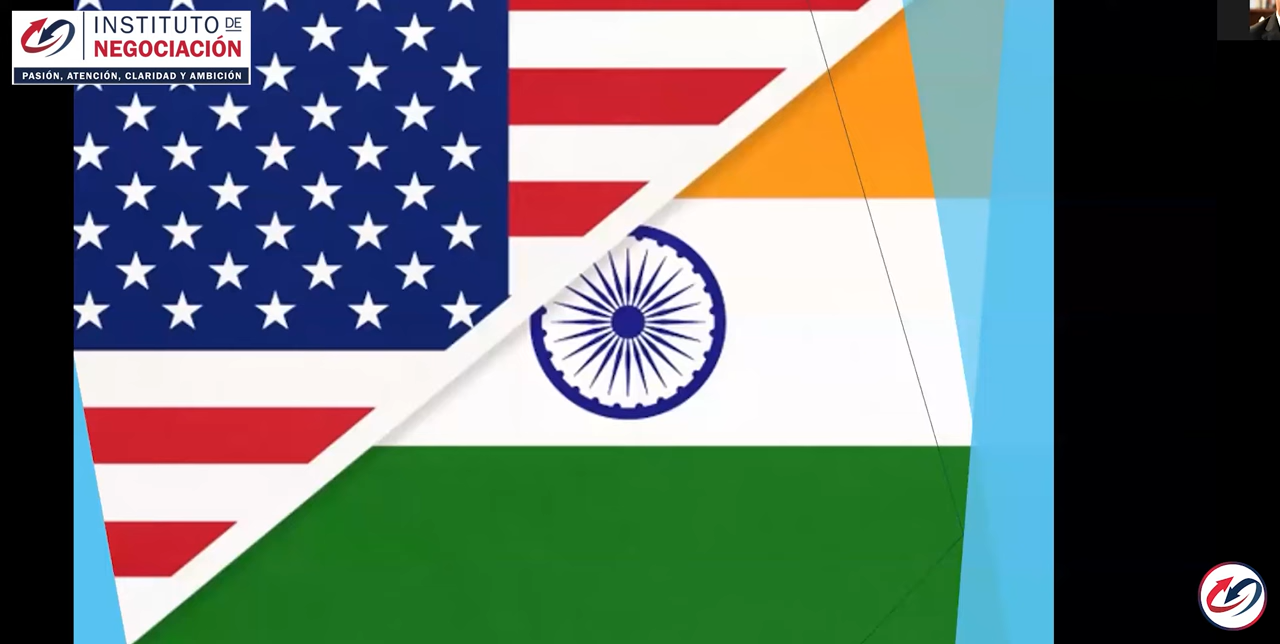 INSTITUTO DE
NEGOCIACIÓN
PASIÓN, ATENCIÓN, CLARIDAD Y AMBICIÓN